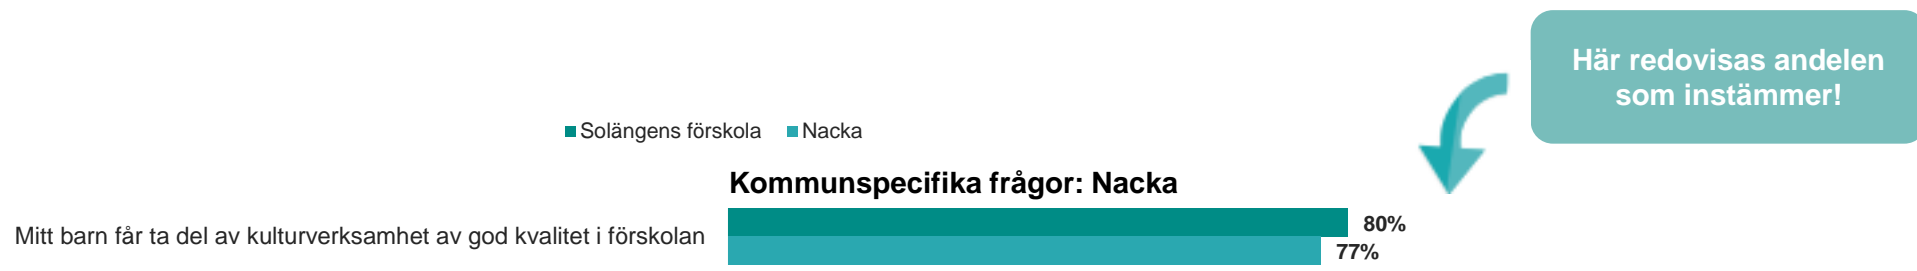 Här redovisas andelen
som instämmer!
Solängens förskola Nacka
Kommunspecifika frågor: Nacka
Mitt barn får ta del av kulturverksamhet av god kvalitet i förskolan
80%
77%